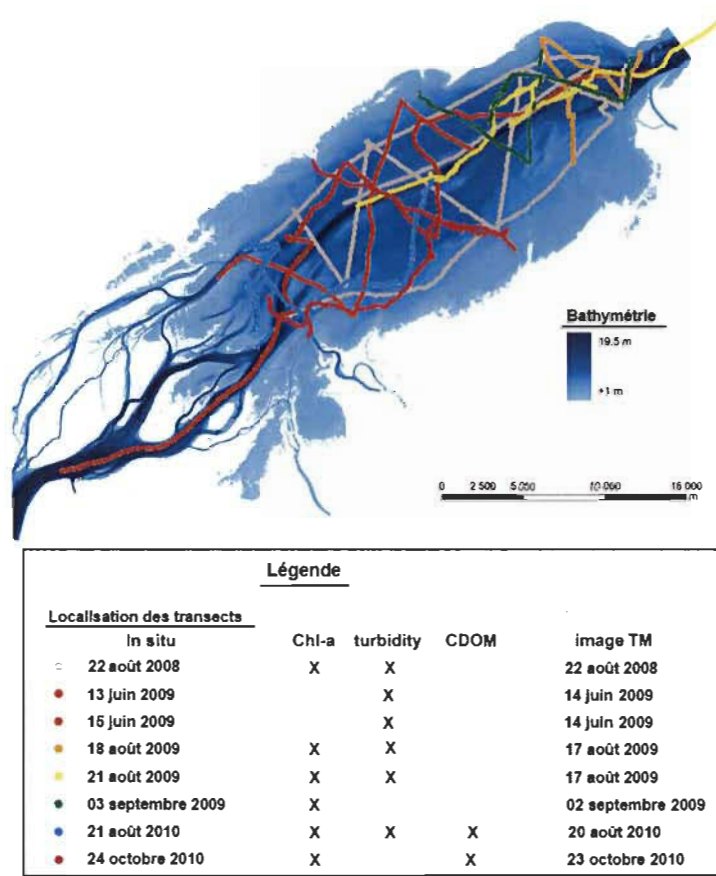 Bathymétrie
19.5 m
+1 m
0 2 500 5 000 10 000 15 000
m
Légende
Localisation des transects
In situ Chl-a turbidity CDOM image TM
22 août 2008 X X 22 août 2008
13 juin 2009 X 14 juin 2009
15 juin 2009 X 14 juin 2009
18 août 2009 X X 17 août 2009
21 août 2009 X X 17 août 2009
03 septembre 2009 X 02 septembre 2009
21 août 2010 X X X 20 août 2010
24 octobre 2010 X X 23 octobre 2010